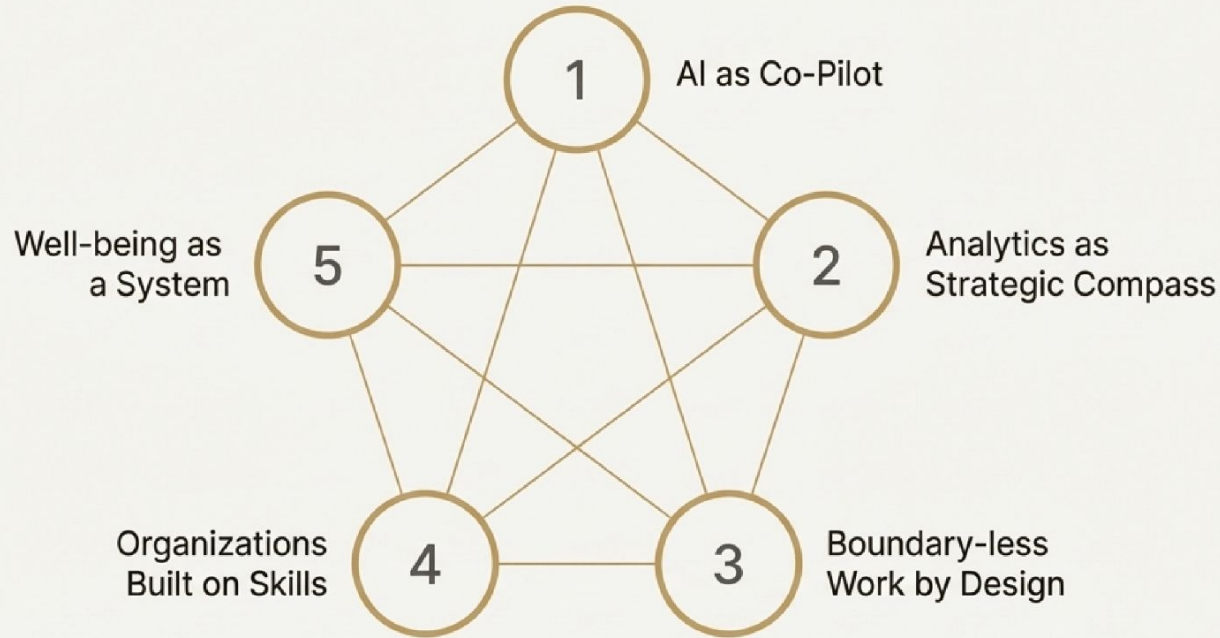 1
AI as Co-Pilot
2
Analytics as
Strategic Compass
3
Boundary-less
Work by Design
4
Organizations
Built on Skills
5
Well-being as
a System